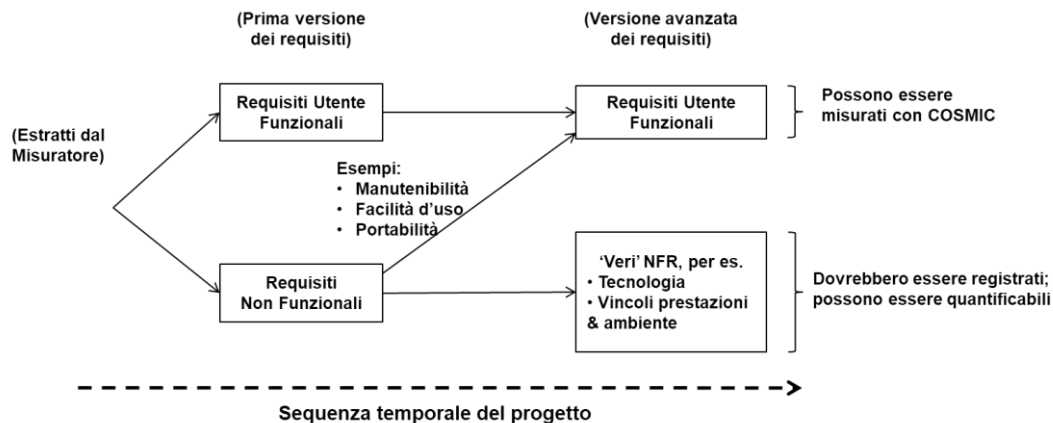 (Prima versione
dei requisiti)
(Versione avanzata
dei requisiti)
Requisiti Utente
Funzionali
Requisiti Utente
Funzionali
Possono essere
misurati con COSMIC
(Estratti dal
Misuratore)
Esempi:
• Manutenibilità
• Facilità d'uso
• Portabilità
Requisiti
Non Funzionali
‘Veri’ NFR, per es.
• Tecnologia
• Vincoli prestazioni
& ambiente
Dovrebbero essere registrati;
possono essere quantificabili
Sequenza temporale del progetto